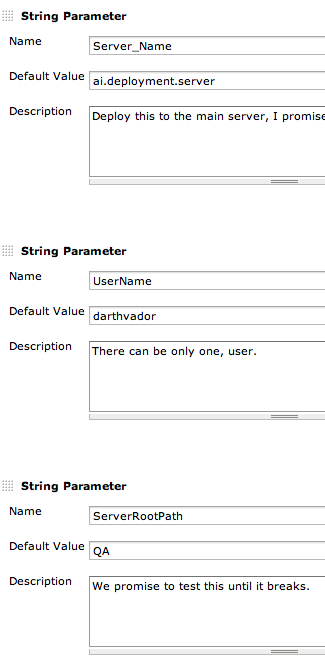 String Parameter
Name Server_Name
Default Value ai.deployment.server
Description Deploy this to the main server, I promise
String Parameter
Name UserName
Default Value darthvador
Description There can be only one, user.
String Parameter
Name ServerRootPath
Default Value QA
Description We promise to test this until it breaks.